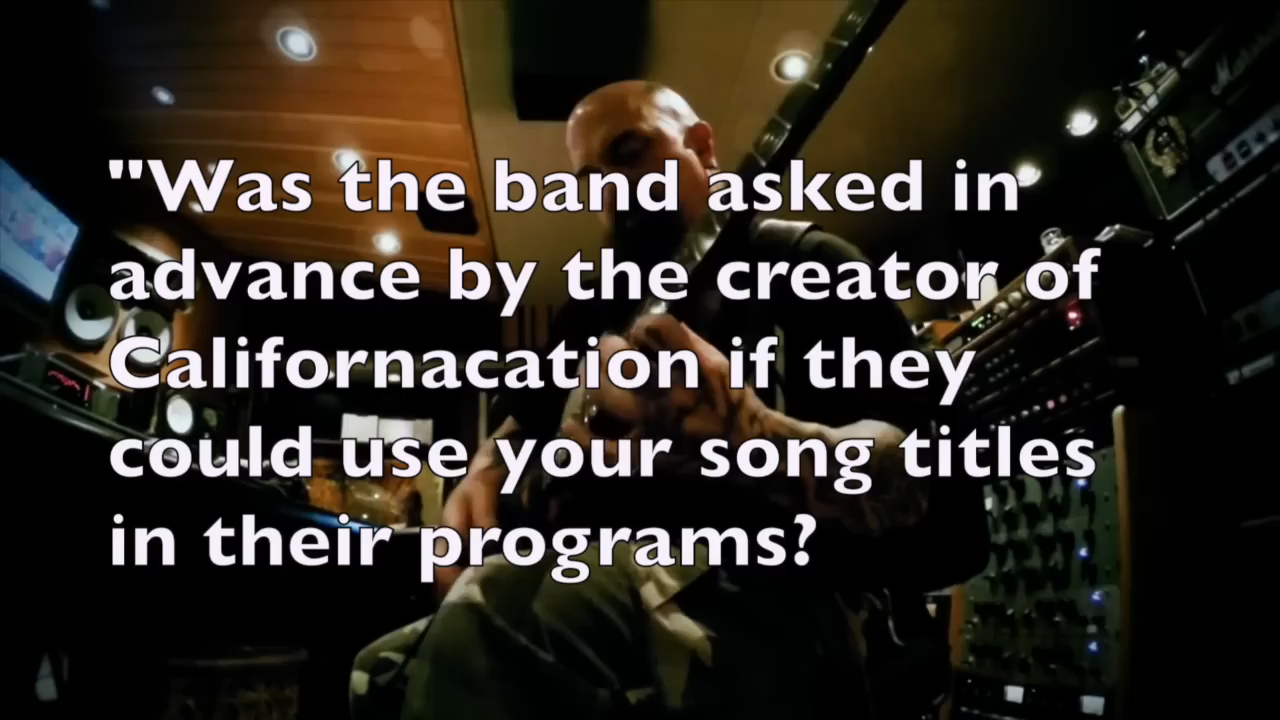 "Was the band asked in
advance by the creator of
Californacation if they
could use your song titles
in their programs?
Marshall